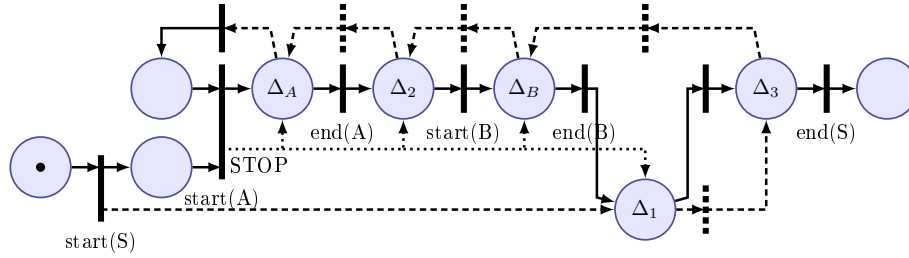 Δ_A Δ_2 Δ_B Δ_3
end(A) start(B) end(B) end(S)
STOP
start(A)
Δ_1
start(S)